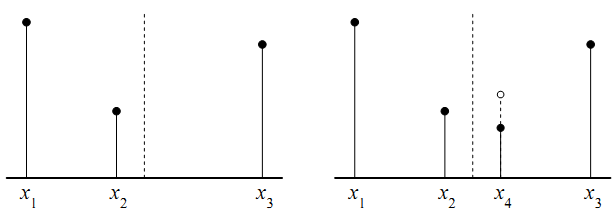 x₁ x₂ x₃ x₁ x₂ x₄ x₃